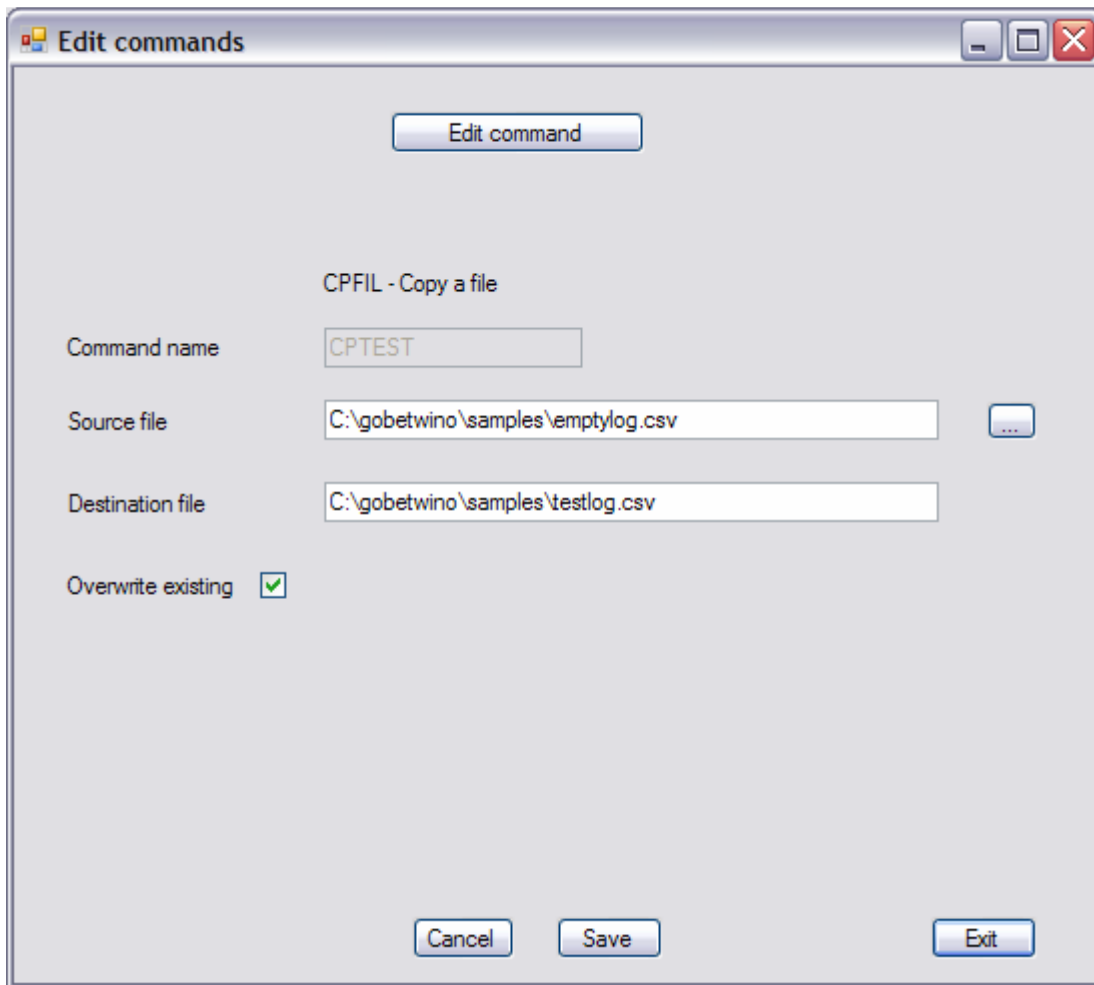 Edit commands
Edit command
CPFIL - Copy a file
Command name CPTEST
Source file C:\gobetwino\samples\emptylog.csv ...
Destination file C:\gobetwino\samples\testlog.csv
Overwrite existing
Cancel Save Exit